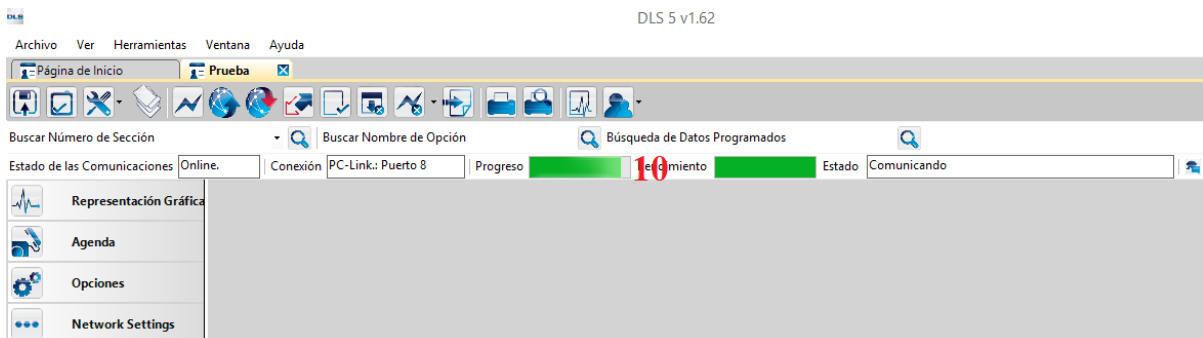 DLS DLS 5 v1.62
Archivo Ver Herramientas Ventana Ayuda
Página de Inicio Prueba
Buscar Número de Sección Buscar Nombre de Opción Búsqueda de Datos Programados
Estado de las Comunicaciones Online. Conexión PC-Link.: Puerto 8 Progreso 10 Rendimiento Estado Comunicando
Representación Gráfica
Agenda
Opciones
Network Settings